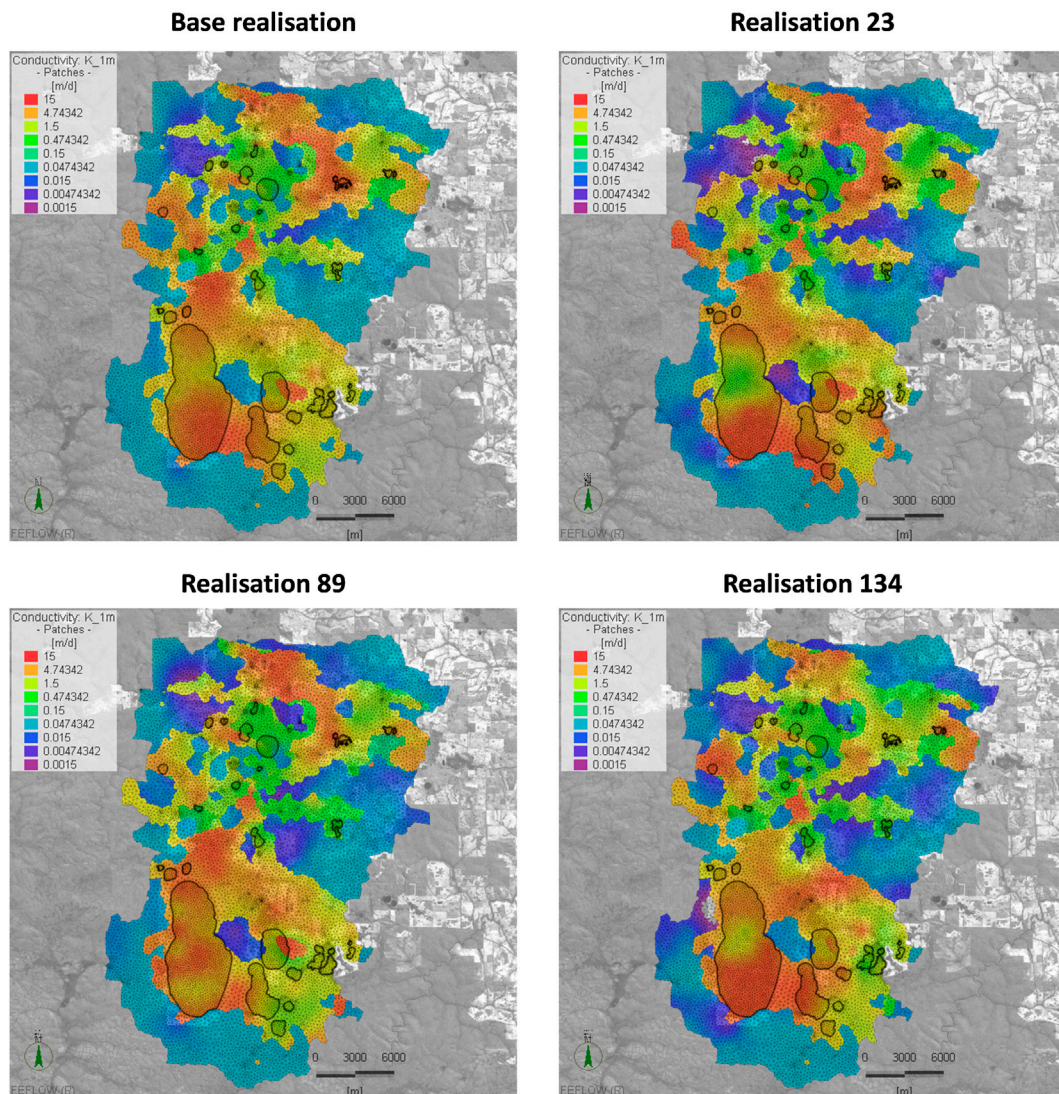 Base realisation
Conductivity: K_1m
- Patches -
[m/d]
15
4.74342
1.5
0.474342
0.15
0.0474342
0.015
0.00474342
0.0015
N
0 3000 6000
[m]
FEFLOW (R)
Realisation 23
Conductivity: K_1m
- Patches -
[m/d]
15
4.74342
1.5
0.474342
0.15
0.0474342
0.015
0.00474342
0.0015
0 3000 6000
[m]
FEFLOW (R)
Realisation 89
Conductivity: K_1m
- Patches -
[m/d]
15
4.74342
1.5
0.474342
0.15
0.0474342
0.015
0.00474342
0.0015
0 3000 6000
[m]
FEFLOW (R)
Realisation 134
Conductivity: K_1m
- Patches -
[m/d]
15
4.74342
1.5
0.474342
0.15
0.0474342
0.015
0.00474342
0.0015
0 3000 6000
[m]
FEFLOW (R)